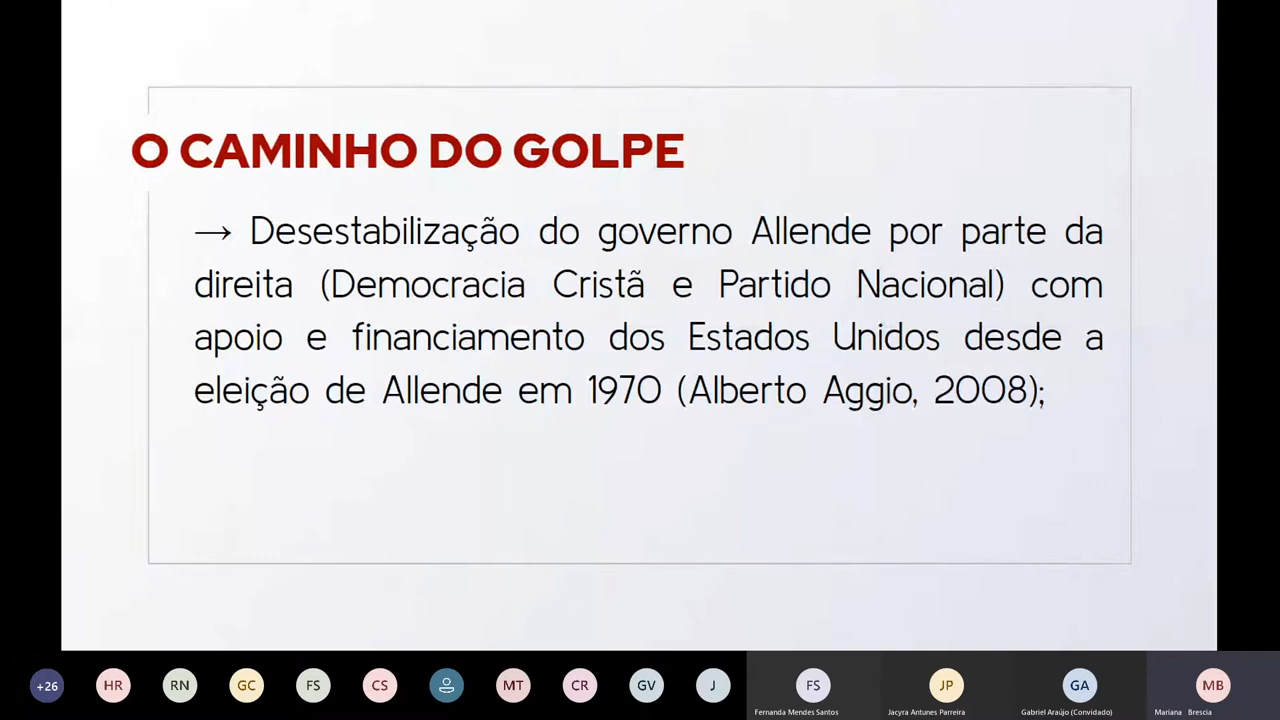 O CAMINHO DO GOLPE
→ Desestabilização do governo Allende por parte da
direita (Democracia Cristã e Partido Nacional) com
apoio e financiamento dos Estados Unidos desde a
eleição de Allende em 1970 (Alberto Aggio, 2008);
+26 HR RN GC FS CS MT CR GV J FS JP GA MB
Fernanda Mendes Santos Jacyra Antunes Parreira Gabriel Araújo (Convidado) Mariana Brescia